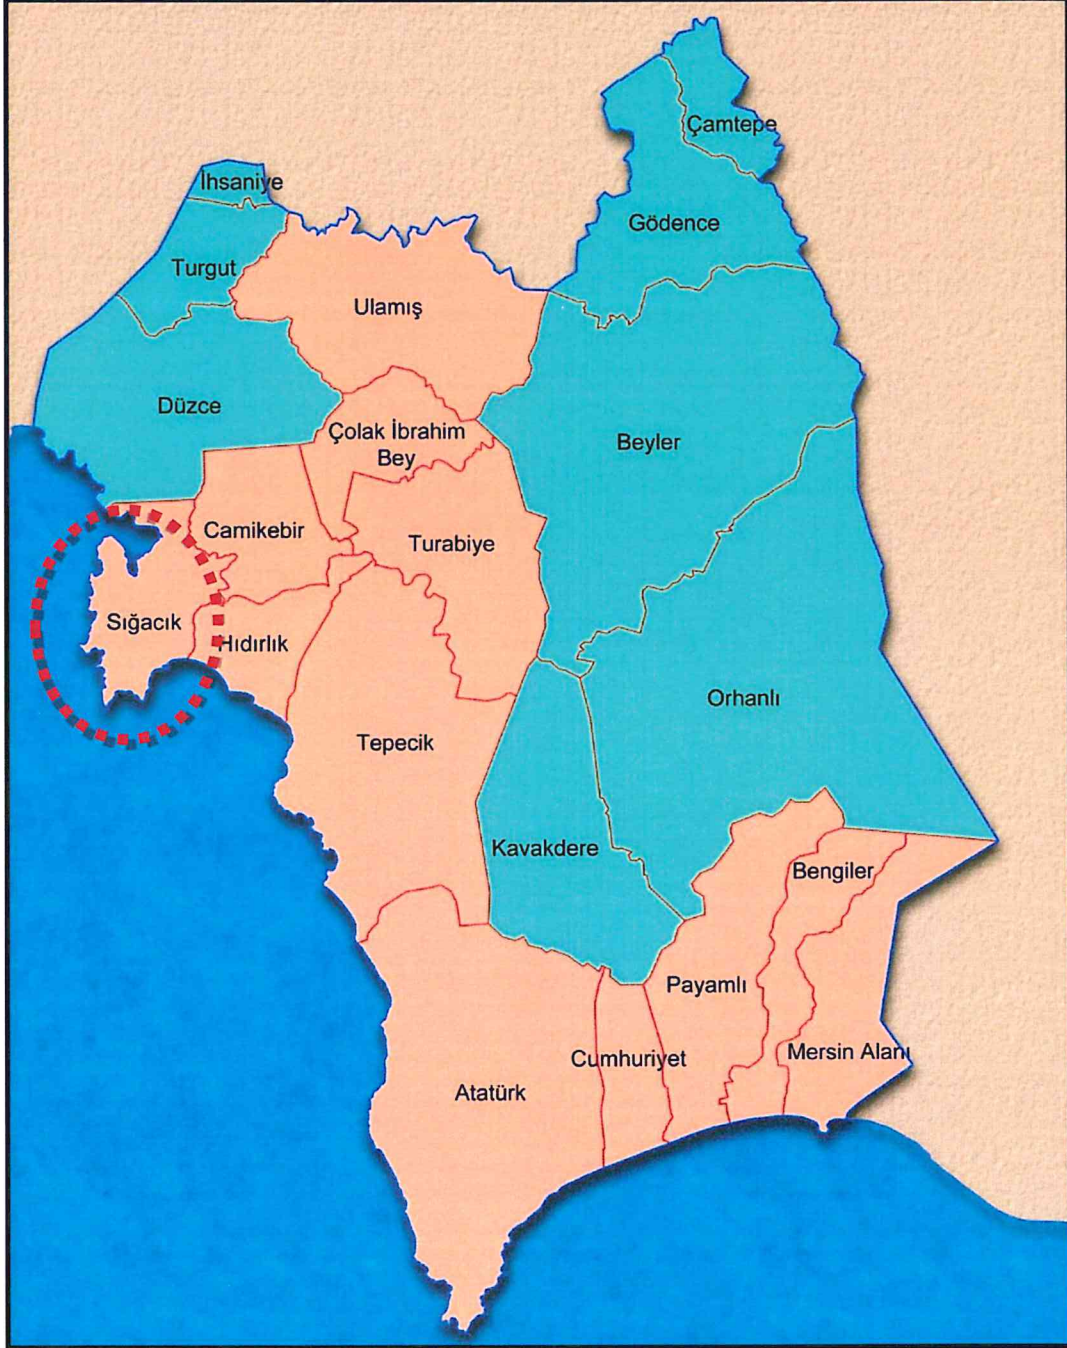 Çamtepe
İhsaniye
Gödence
Turgut
Ulamış
Düzce
Çolak İbrahim
Bey
Beyler
Camikebir
Turabiye
Sığacık
Hıdırlık
Orhanlı
Tepecik
Kavakdere
Bengiler
Payamlı
Cumhuriyet
Mersin Alanı
Atatürk